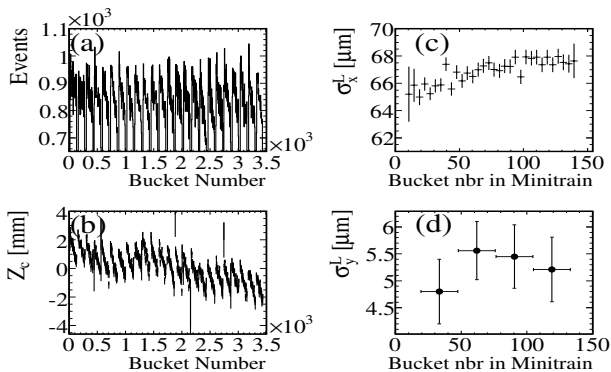 ×10³
(a)
Events
1.1
1
0.9
0.8
0.7
0 0.5 1 1.5 2 2.5 3 3.5
×10³
Bucket Number
(c)
σₓᴸ [μm]
70
68
66
64
62
0 50 100 150
Bucket nbr in Minitrain
(b)
Z_c [mm]
4
2
0
-2
-4
0 0.5 1 1.5 2 2.5 3 3.5
×10³
Bucket Number
(d)
σ_y^L [μm]
6
5.5
5
4.5
0 50 100 150
Bucket nbr in Minitrain